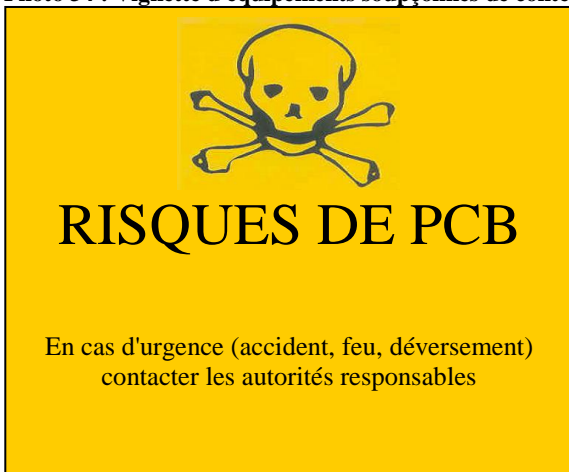 RISQUES DE PCB
En cas d'urgence (accident, feu, déversement)
contacter les autorités responsables